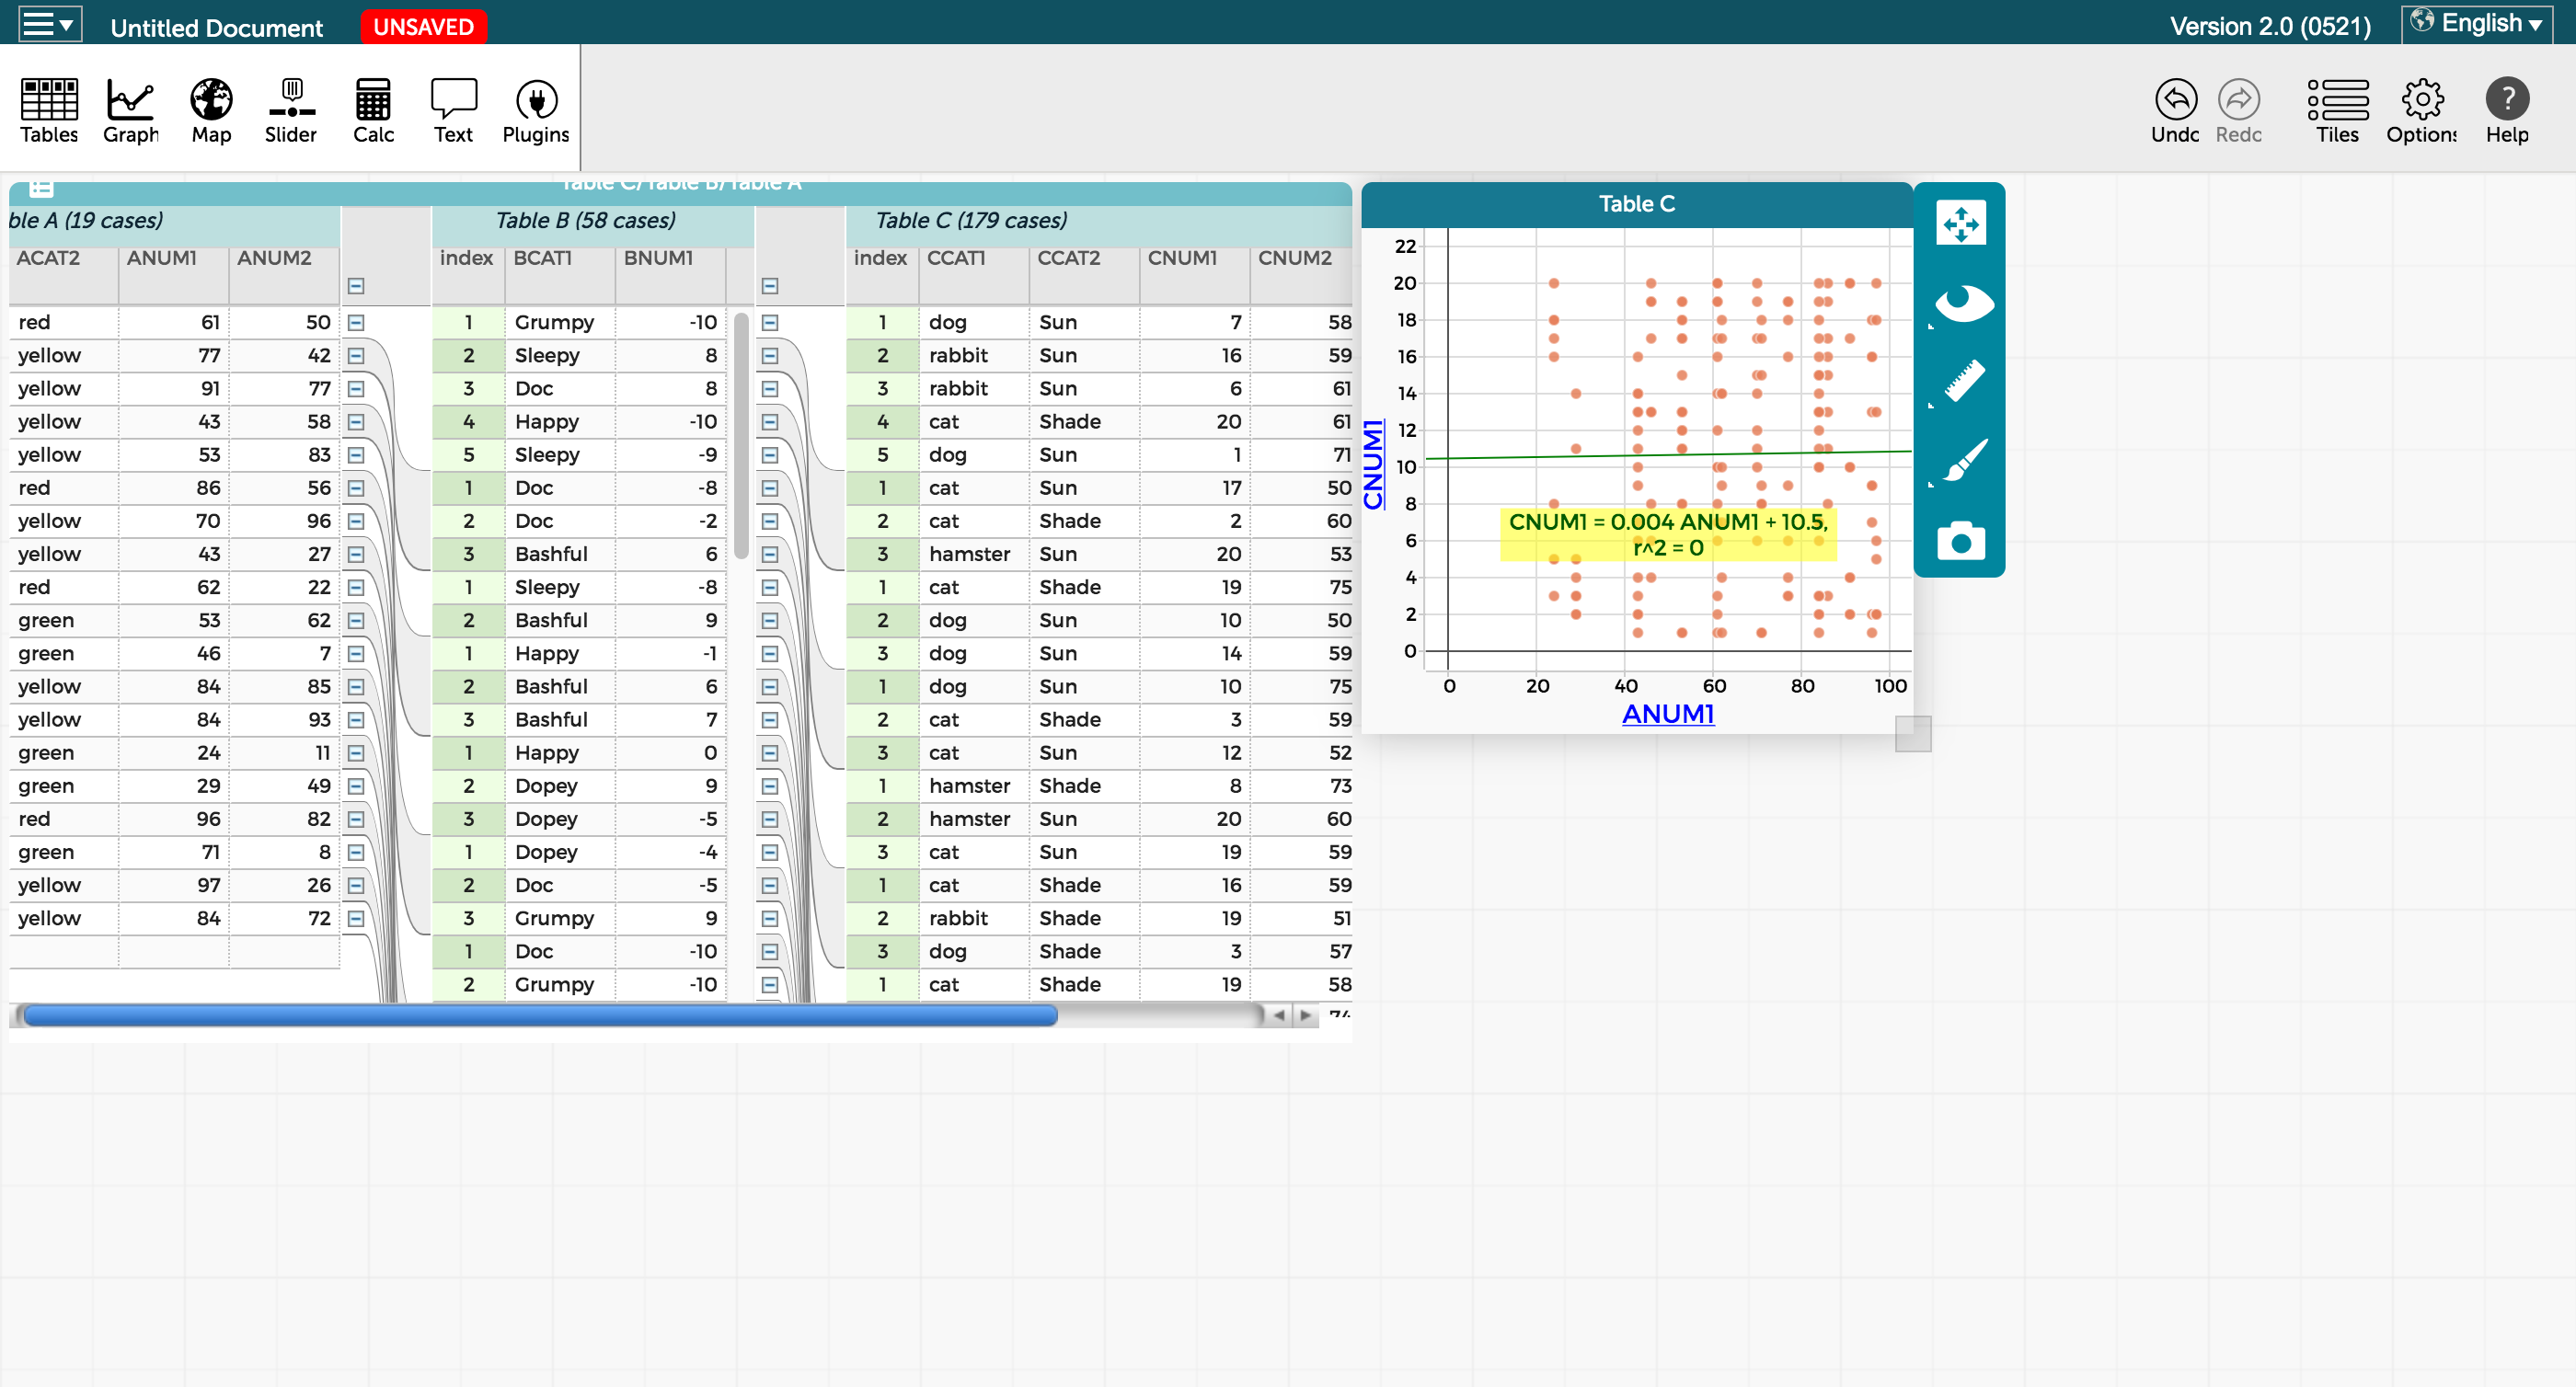 Untitled Document UNSAVED Version 2.0 (0521) English
Tables Graph Map Slider Calc Text Plugins Undo Redo Tiles Options Help
Table C/Table B/Table A
ble A (19 cases) Table B (58 cases) Table C (179 cases)
ACAT2 ANUM1 ANUM2 index BCAT1 BNUM1 index CCAT1 CCAT2 CNUM1 CNUM2
red 61 50 1 Grumpy -10 1 dog Sun 7 58
yellow 77 42 2 Sleepy 8 2 rabbit Sun 16 59
yellow 91 77 3 Doc 8 3 rabbit Sun 6 61
yellow 43 58 4 Happy -10 4 cat Shade 20 61
yellow 53 83 5 Sleepy -9 5 dog Sun 1 71
red 86 56 1 Doc -8 1 cat Sun 17 50
yellow 70 96 2 Doc -2 2 cat Shade 2 60
yellow 43 27 3 Bashful 6 3 hamster Sun 20 53
red 62 22 1 Sleepy -8 1 cat Shade 19 75
green 53 62 2 Bashful 9 2 dog Sun 10 50
green 46 7 1 Happy -1 3 dog Sun 14 59
yellow 84 85 2 Bashful 6 1 dog Sun 10 75
yellow 84 93 3 Bashful 7 2 cat Shade 3 59
green 24 11 1 Happy 0 3 cat Sun 12 52
green 29 49 2 Dopey 9 1 hamster Shade 8 73
red 96 82 3 Dopey -5 2 hamster Sun 20 60
green 71 8 1 Dopey -4 3 cat Sun 19 59
yellow 97 26 2 Doc -5 1 cat Shade 16 59
yellow 84 72 3 Grumpy 9 2 rabbit Shade 19 51
1 Doc -10 3 dog Shade 3 57
2 Grumpy -10 1 cat Shade 19 58
74
Table C
22
20
18
16
14
12
10
8
6
4
2
0
CNUM1
CNUM1 = 0.004 ANUM1 + 10.5,
r^2 = 0
0 20 40 60 80 100
ANUM1